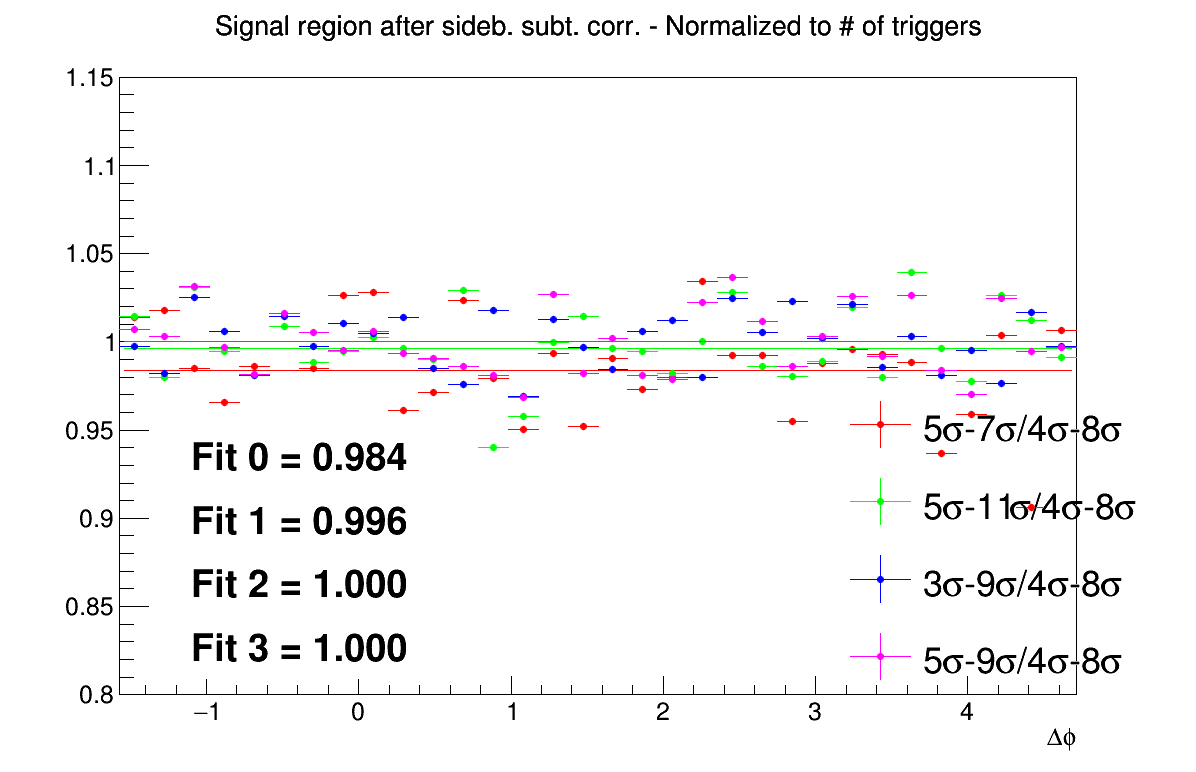 Signal region after sideb. subt. corr. - Normalized to # of triggers
1.15
1.1
1.05
1
0.95
0.9
0.85
0.8
Fit 0 = 0.984
Fit 1 = 0.996
Fit 2 = 1.000
Fit 3 = 1.000
5σ-7σ/4σ-8σ
5σ-11σ/4σ-8σ
3σ-9σ/4σ-8σ
5σ-9σ/4σ-8σ
−1 0 1 2 3 4
Δϕ